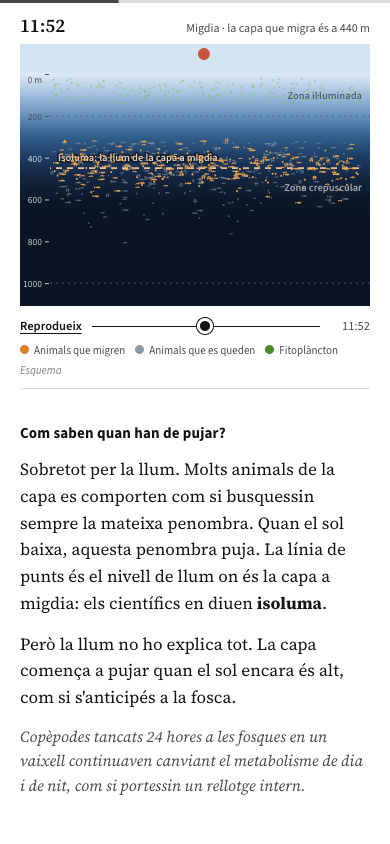 11:52
Migdia · la capa que migra és a 440 m
0 m
Zona il·luminada
200
400
Isoluma: la llum de la capa a migdia
Zona crepuscular
600
800
1000
Reprodueix
11:52
Animals que migren
Animals que es queden
Fitoplàncton
Esquema
Com saben quan han de pujar?
Sobretot per la llum. Molts animals de la
capa es comporten com si busquessin
sempre la mateixa penombra. Quan el sol
baixa, aquesta penombra puja. La línia de
punts és el nivell de llum on és la capa a
migdia: els científics en diuen isoluma.
Però la llum no ho explica tot. La capa
comença a pujar quan el sol encara és alt,
com si s'anticipés a la fosca.
Copèpodes tancats 24 hores a les fosques en un
vaixell continuaven canviant el metabolisme de dia
i de nit, com si portessin un rellotge intern.